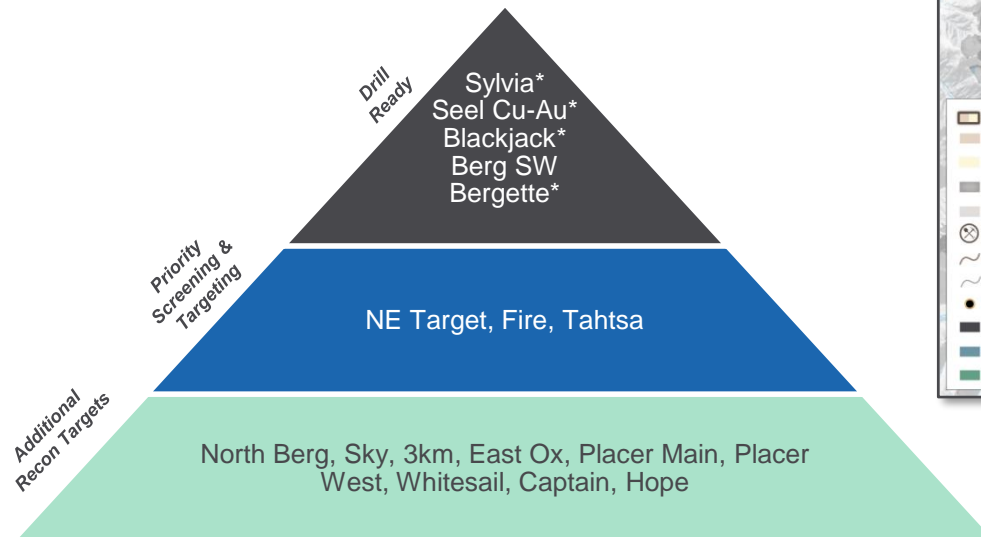 Drill
Ready
Sylvia*
Seel Cu-Au*
Blackjack*
Berg SW
Bergette*
Priority
Screening &
Targeting
NE Target, Fire, Tahtsa
Additional
Recon Targets
North Berg, Sky, 3km, East Ox, Placer Main, Placer
West, Whitesail, Captain, Hope